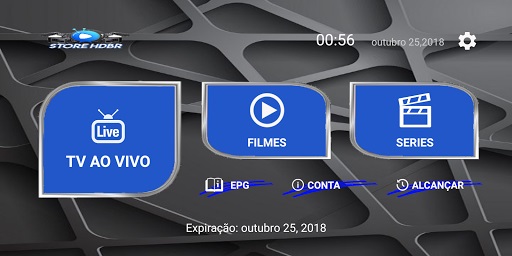 STORE HDBR
00:56
outubro 25,2018
Live
TV AO VIVO
FILMES
SERIES
EPG
CONTA
ALCANÇAR
Expiração: outubro 25, 2018